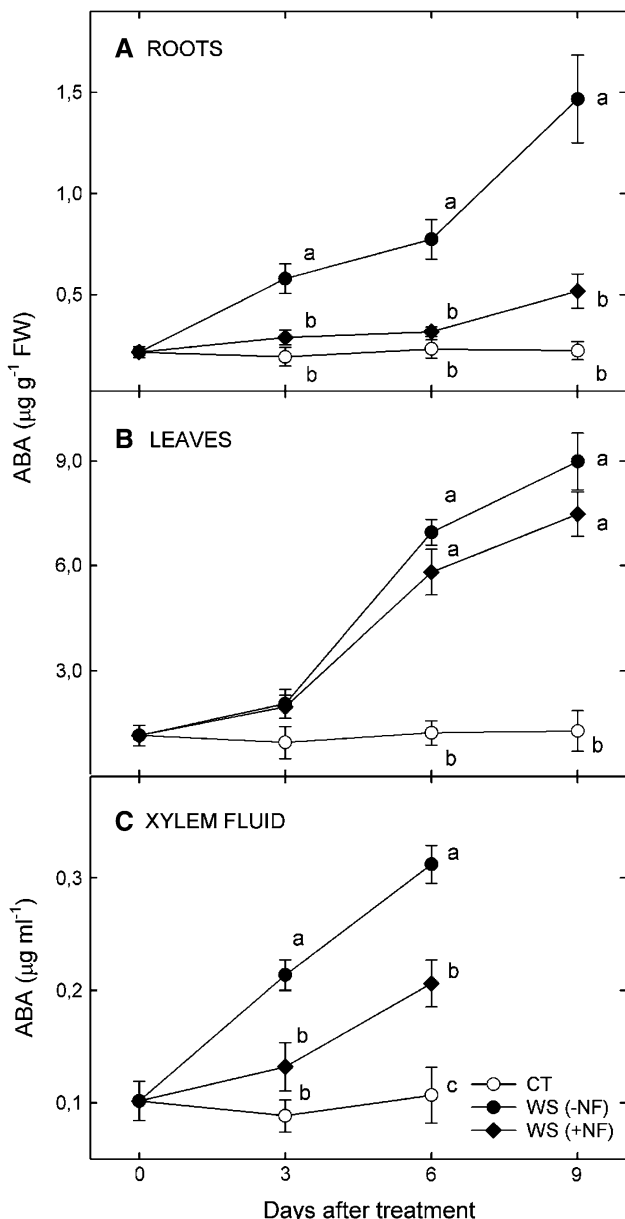 A ROOTS
1,5
a
1,0
a
a
0,5
b
b
b
b
b
b
ABA (µg g⁻¹ FW)
B LEAVES
9,0
a
a
a
6,0
a
3,0
b
b
C XYLEM FLUID
a
0,3
a
b
ABA (µg ml⁻¹)
0,2
b
b
c
0,1
CT
WS (-NF)
WS (+NF)
0 3 6 9
Days after treatment